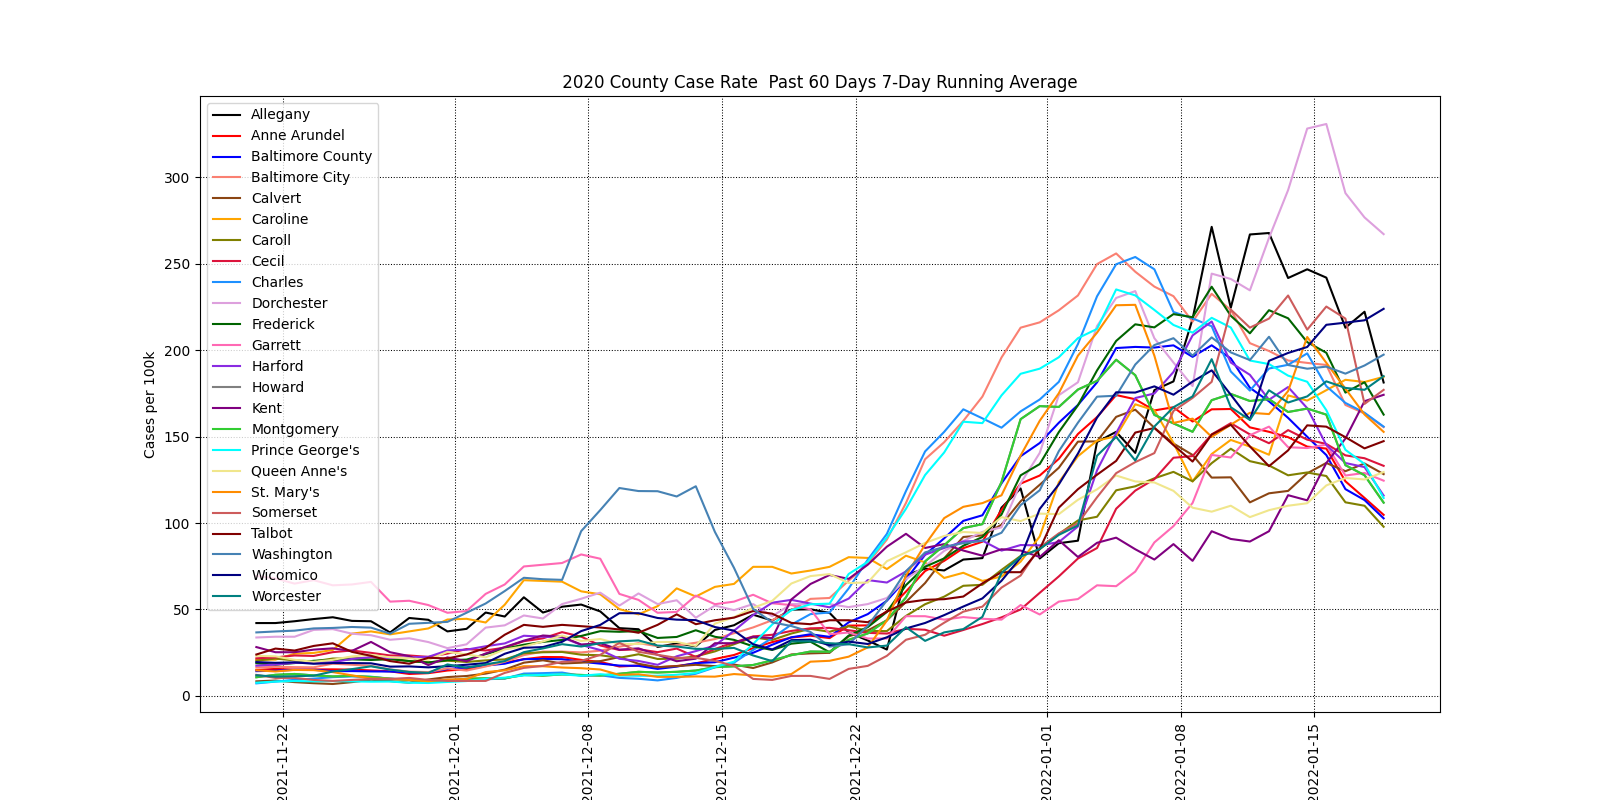 2020 County Case Rate  Past 60 Days 7-Day Running Average
Cases per 100k
300
250
200
150
100
50
0
Allegany
Anne Arundel
Baltimore County
Baltimore City
Calvert
Caroline
Caroll
Cecil
Charles
Dorchester
Frederick
Garrett
Harford
Howard
Kent
Montgomery
Prince George's
Queen Anne's
St. Mary's
Somerset
Talbot
Washington
Wicomico
Worcester
2021-11-22
2021-12-01
2021-12-08
2021-12-15
2021-12-22
2022-01-01
2022-01-08
2022-01-15